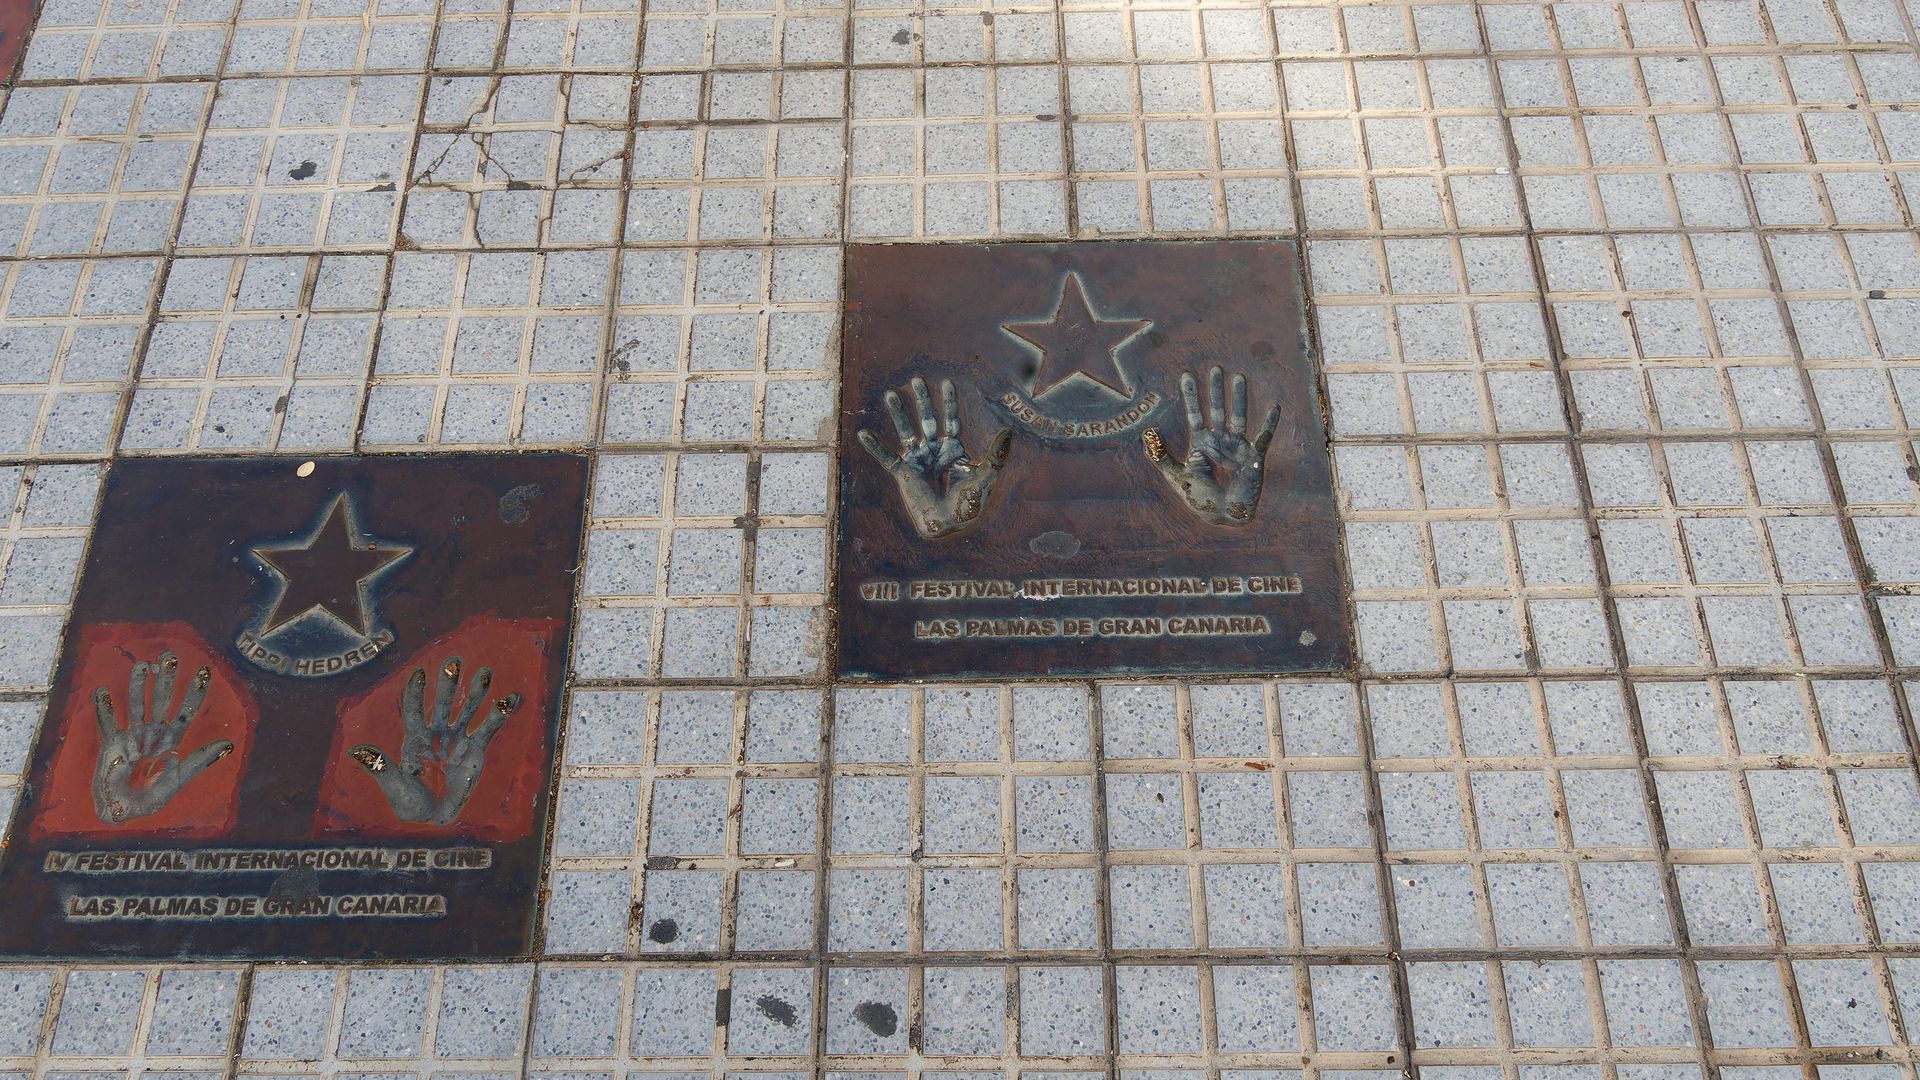 TIPPI HEDREN
IV FESTIVAL INTERNACIONAL DE CINE
LAS PALMAS DE GRAN CANARIA
SUSAN SARANDON
VIII FESTIVAL INTERNACIONAL DE CINE
LAS PALMAS DE GRAN CANARIA